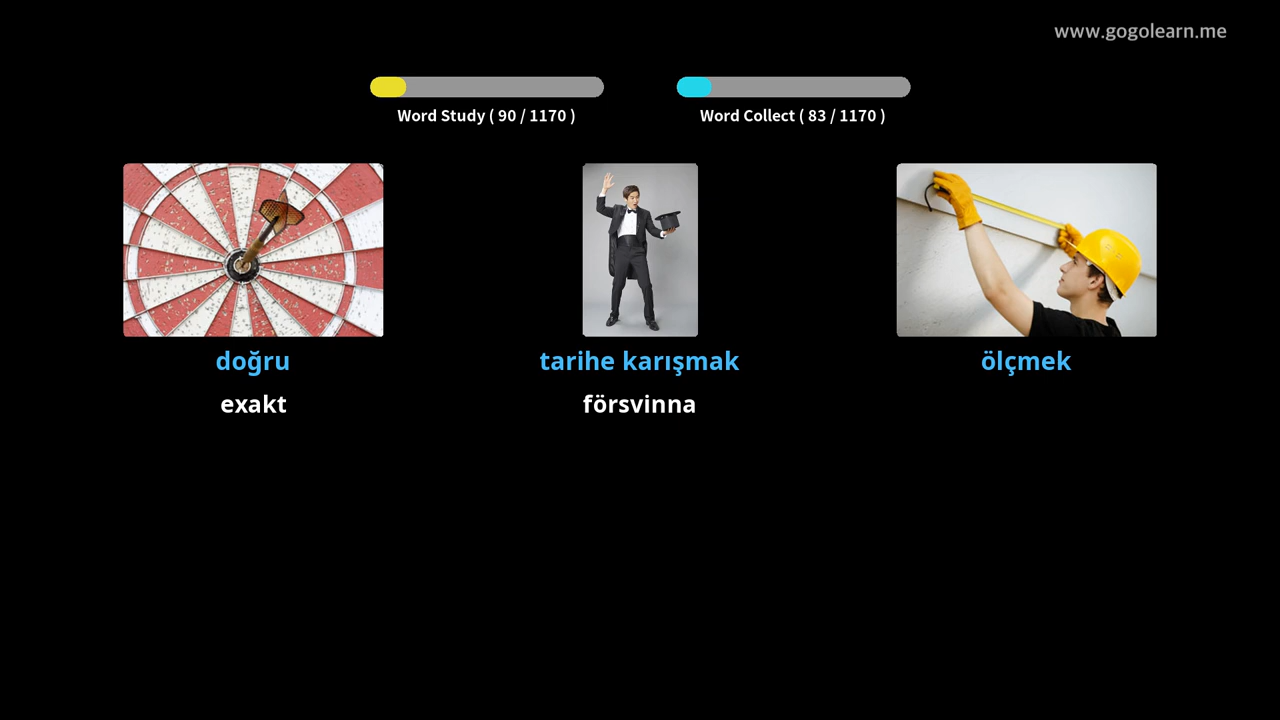 www.gogolearn.me
Word Study ( 90 / 1170 )
Word Collect ( 83 / 1170 )
doğru
tarihe karışmak
ölçmek
exakt
försvinna